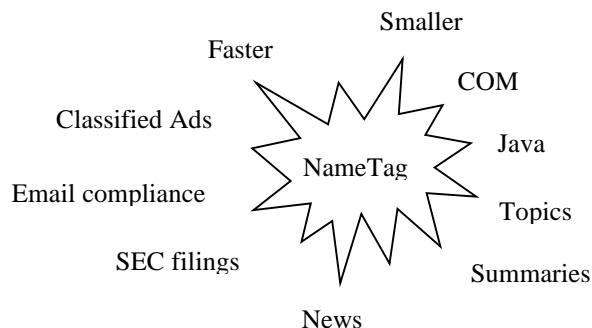 Smaller
Faster
COM
Classified Ads
Java
NameTag
Email compliance
Topics
SEC filings
Summaries
News